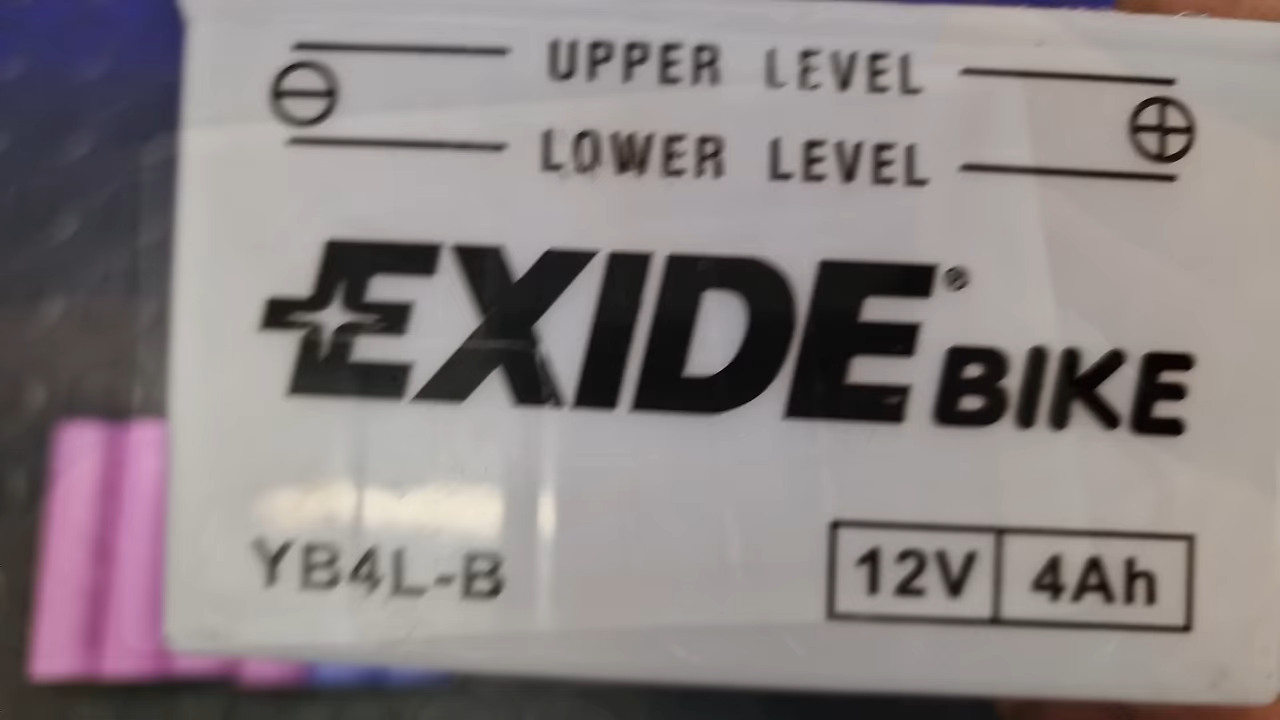 UPPER LEVEL
LOWER LEVEL
EXIDE® BIKE
YB4L-B
12V 4Ah